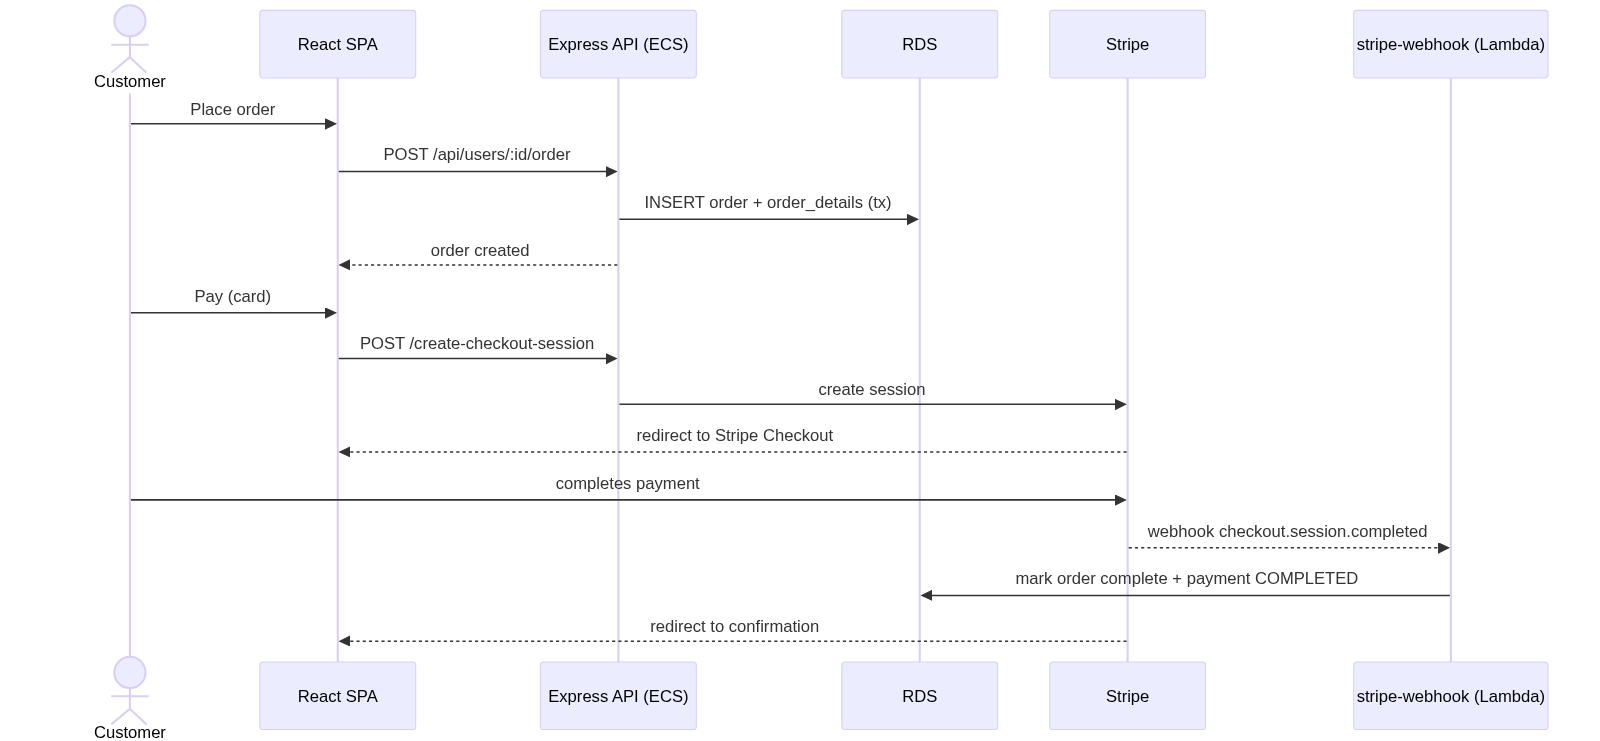 React SPA
Express API (ECS)
RDS
Stripe
stripe-webhook (Lambda)
Customer
Place order
POST /api/users/:id/order
INSERT order + order_details (tx)
order created
Pay (card)
POST /create-checkout-session
create session
redirect to Stripe Checkout
completes payment
webhook checkout.session.completed
mark order complete + payment COMPLETED
redirect to confirmation
React SPA
Express API (ECS)
RDS
Stripe
stripe-webhook (Lambda)
Customer